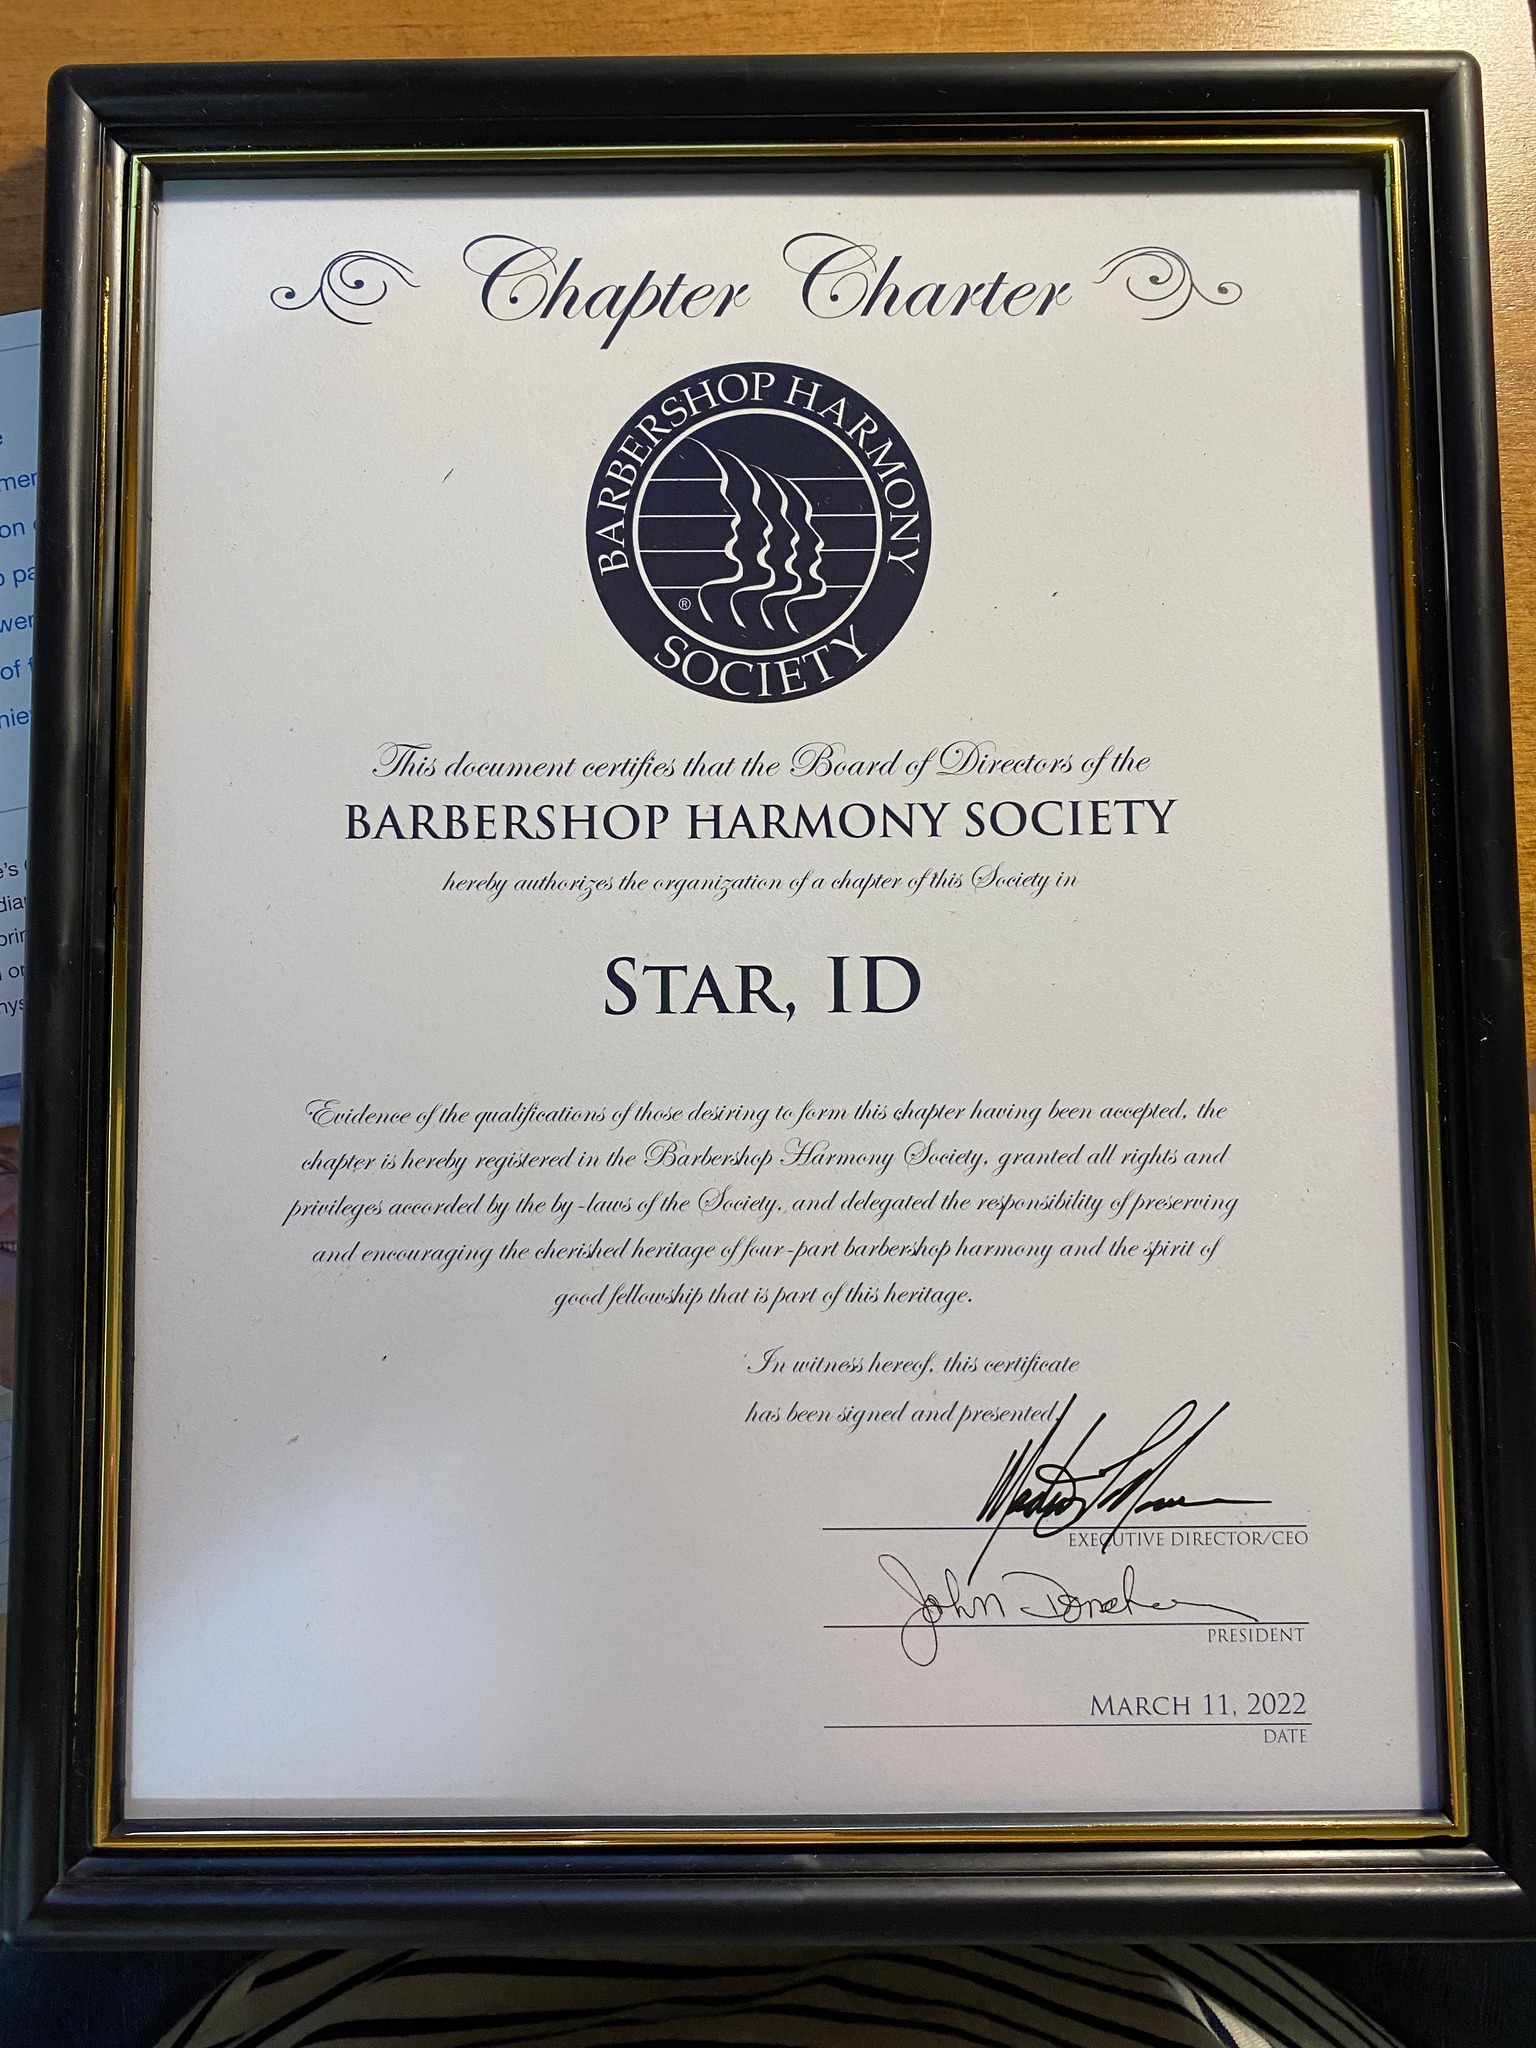 Chapter Charter
BARBERSHOP HARMONY
SOCIETY
®
This document certifies that the Board of Directors of the
BARBERSHOP HARMONY SOCIETY
hereby authorizes the organization of a chapter of this Society in
STAR, ID
Evidence of the qualifications of those desiring to form this chapter having been accepted, the
chapter is hereby registered in the Barbershop Harmony Society, granted all rights and
privileges accorded by the by-laws of the Society, and delegated the responsibility of preserving
and encouraging the cherished heritage of four-part barbershop harmony and the spirit of
good fellowship that is part of this heritage.
In witness hereof, this certificate
has been signed and presented.
EXECUTIVE DIRECTOR/CEO
John
PRESIDENT
MARCH 11, 2022
DATE